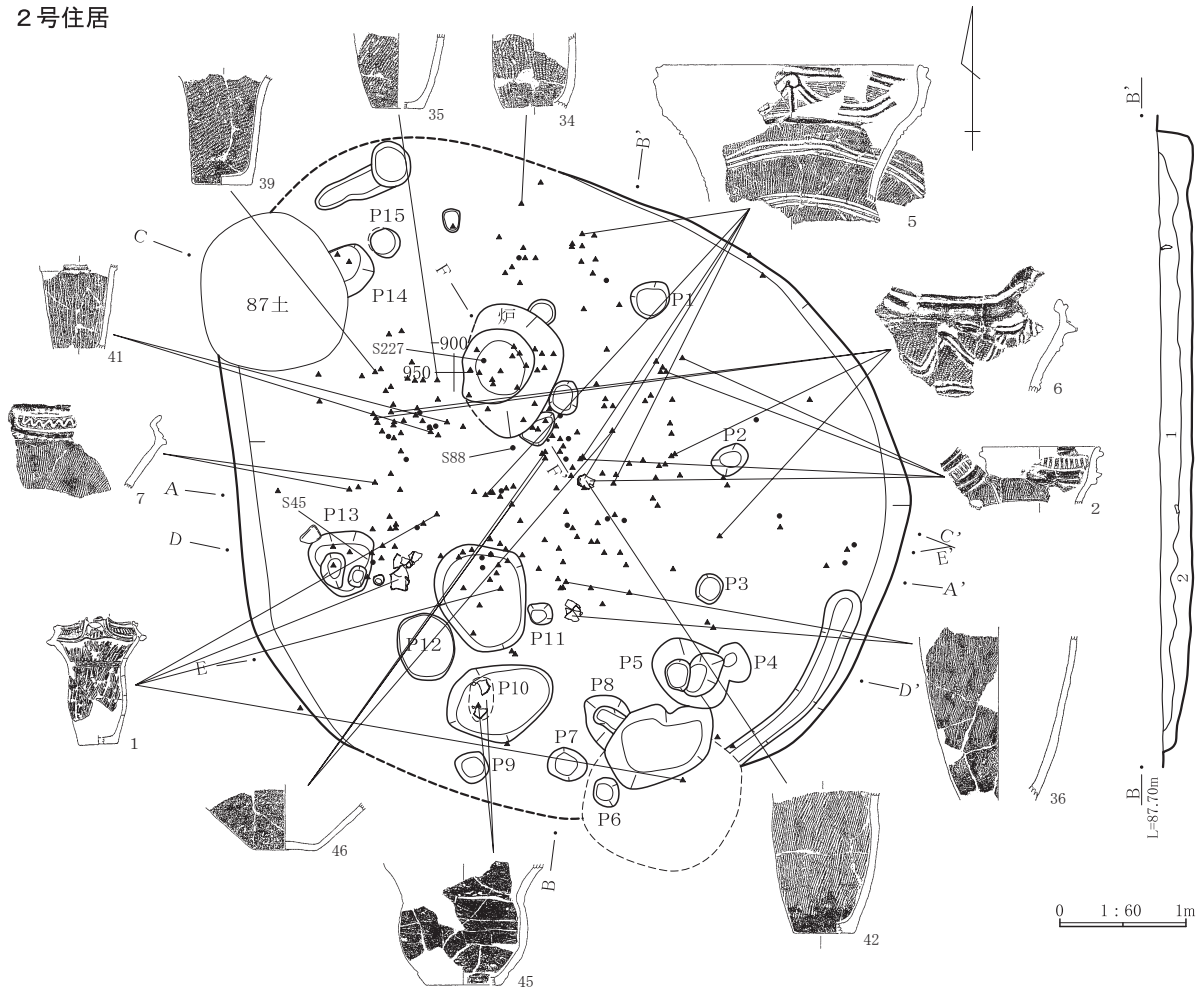 ２号住居
35
34
39
5
B'
B'
C
P15
F
87土
P14
炉
P1
S227
900
950
41
6
P2
S88
F'
7
A
S45
P13
2
D
C'
E'
A'
P3
1
2
P11
P12
E
P5
P4
D'
P10
P8
1
P7
P9
P6
36
B
L=87.70m
46
B
45
42
0
1：60
1m